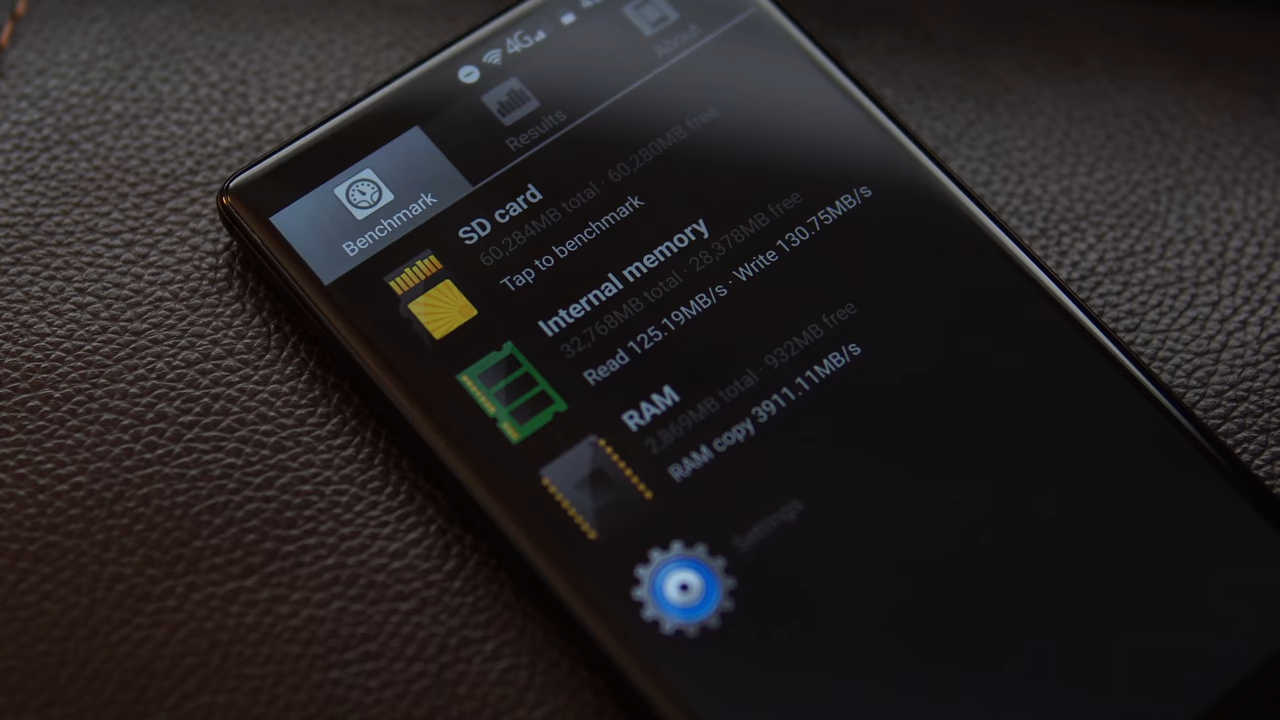 4G
About
Results
Benchmark
SD card
60,284MB total · 60,280MB free
Tap to benchmark
Internal memory
32,768MB total · 28,378MB free
Read 125.19MB/s · Write 130.75MB/s
RAM
2,869MB total · 932MB free
RAM copy 3911.11MB/s
Settings